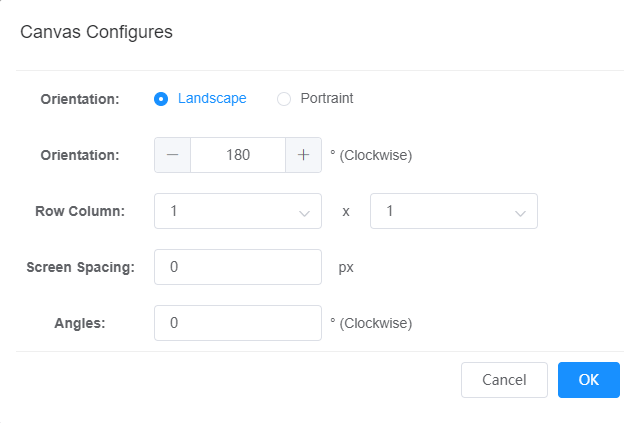 Canvas Configures
Orientation: Landscape Portraint
Orientation: − 180 + ° (Clockwise)
Row Column: 1 x 1
Screen Spacing: 0 px
Angles: 0 ° (Clockwise)
Cancel OK